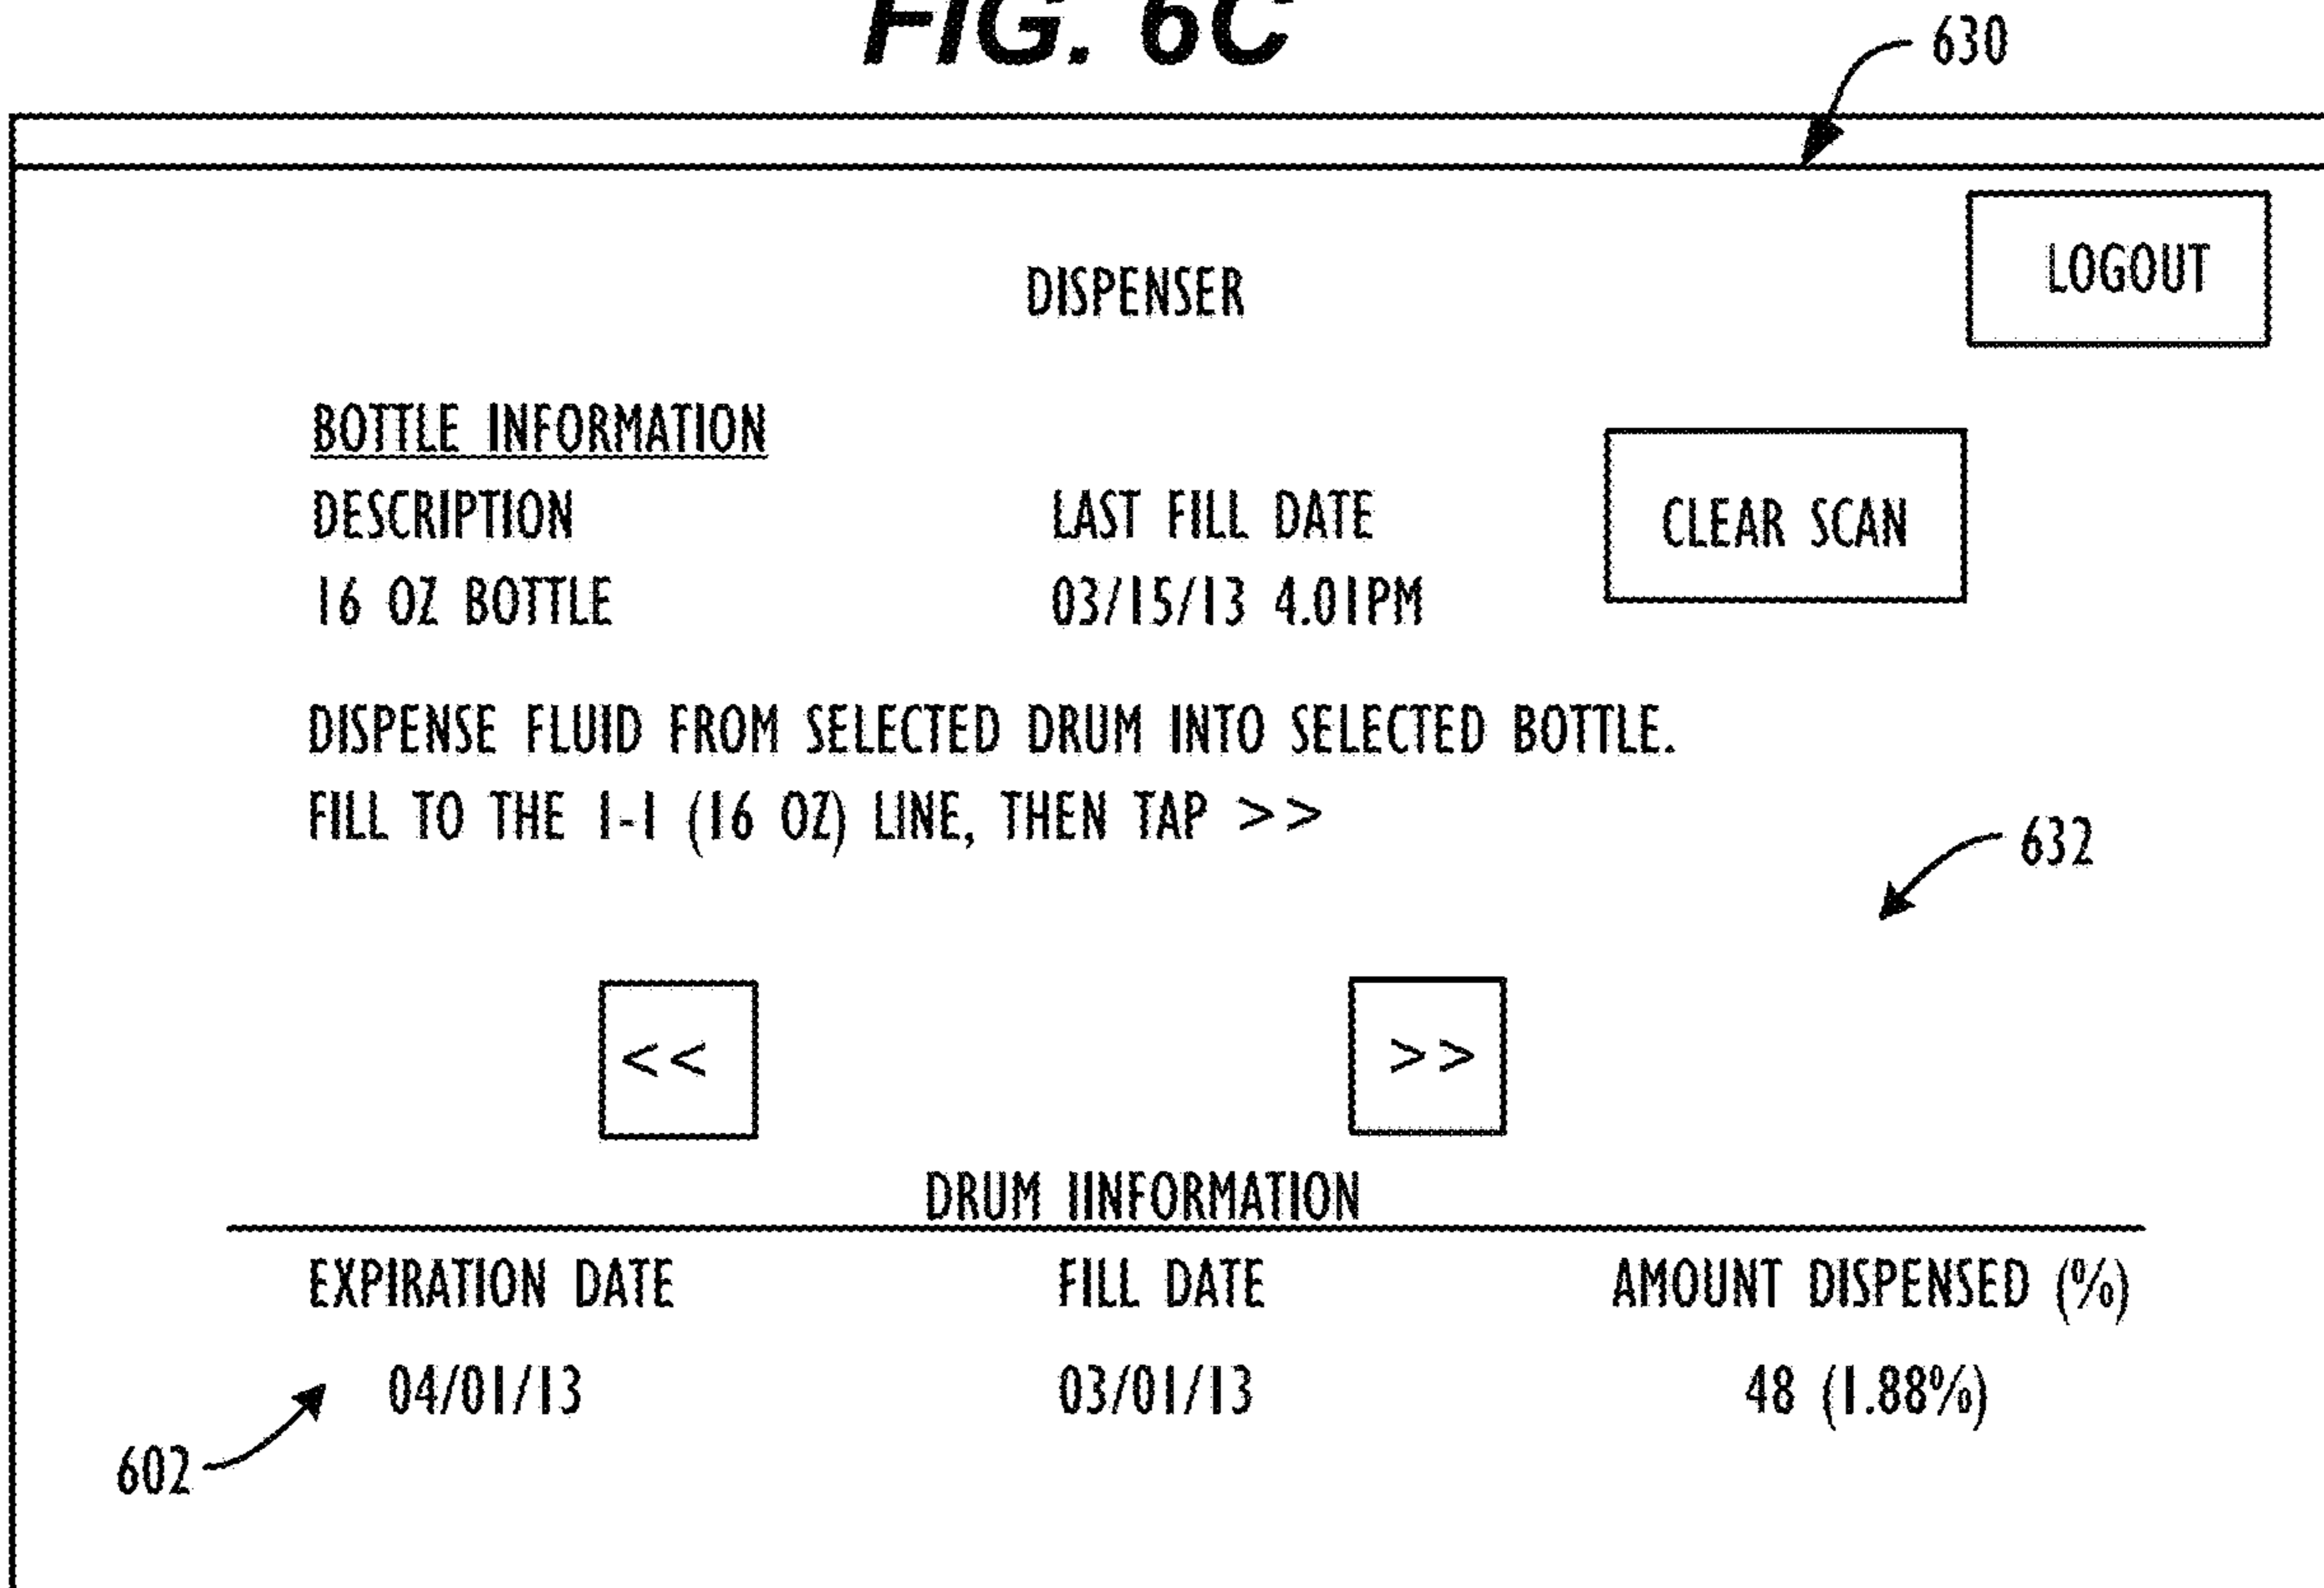 FIG. 6C
630
LOGOUT
DISPENSER
BOTTLE INFORMATION
DESCRIPTION LAST FILL DATE CLEAR SCAN
16 OZ BOTTLE 03/15/13 4.01PM
DISPENSE FLUID FROM SELECTED DRUM INTO SELECTED BOTTLE.
FILL TO THE 1-1 (16 OZ) LINE, THEN TAP >>
632
<< >>
DRUM IINFORMATION
EXPIRATION DATE FILL DATE AMOUNT DISPENSED (%)
04/01/13 03/01/13 48 (1.88%)
602